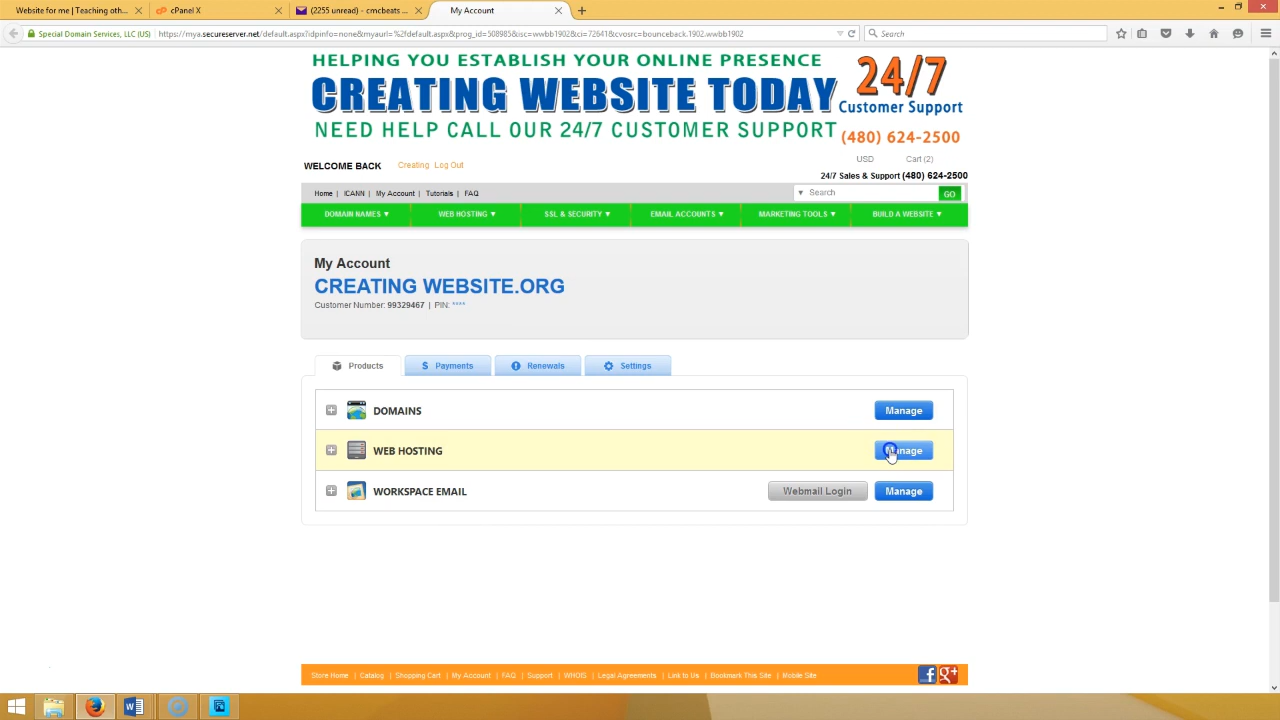 Website for me | Teaching oth...
cPanel X
(2255 unread) - cmcbeats ...
My Account
Special Domain Services, LLC (US)
https://mya.secureserver.net/default.aspx?idpinfo=none&myaurl=%2fdefault.aspx&prog_id=508985&isc=wwbb1902&ci=72641&cvosrc=bounceback.1902.wwbb1902
Search
HELPING YOU ESTABLISH YOUR ONLINE PRESENCE
CREATING WEBSITE TODAY
NEED HELP CALL OUR 24/7 CUSTOMER SUPPORT
24/7
Customer Support
(480) 624-2500
WELCOME BACK Creating Log Out
USD Cart (2)
24/7 Sales & Support (480) 624-2500
Home | ICANN | My Account | Tutorials | FAQ
Search GO
DOMAIN NAMES ▼ WEB HOSTING ▼ SSL & SECURITY ▼ EMAIL ACCOUNTS ▼ MARKETING TOOLS ▼ BUILD A WEBSITE ▼
My Account
CREATING WEBSITE.ORG
Customer Number: 99329467 | PIN: ****
Products $ Payments Renewals Settings
DOMAINS Manage
WEB HOSTING Manage
WORKSPACE EMAIL Webmail Login Manage
Store Home | Catalog | Shopping Cart | My Account | FAQ | Support | WHOIS | Legal Agreements | Link to Us | Bookmark This Site | Mobile Site